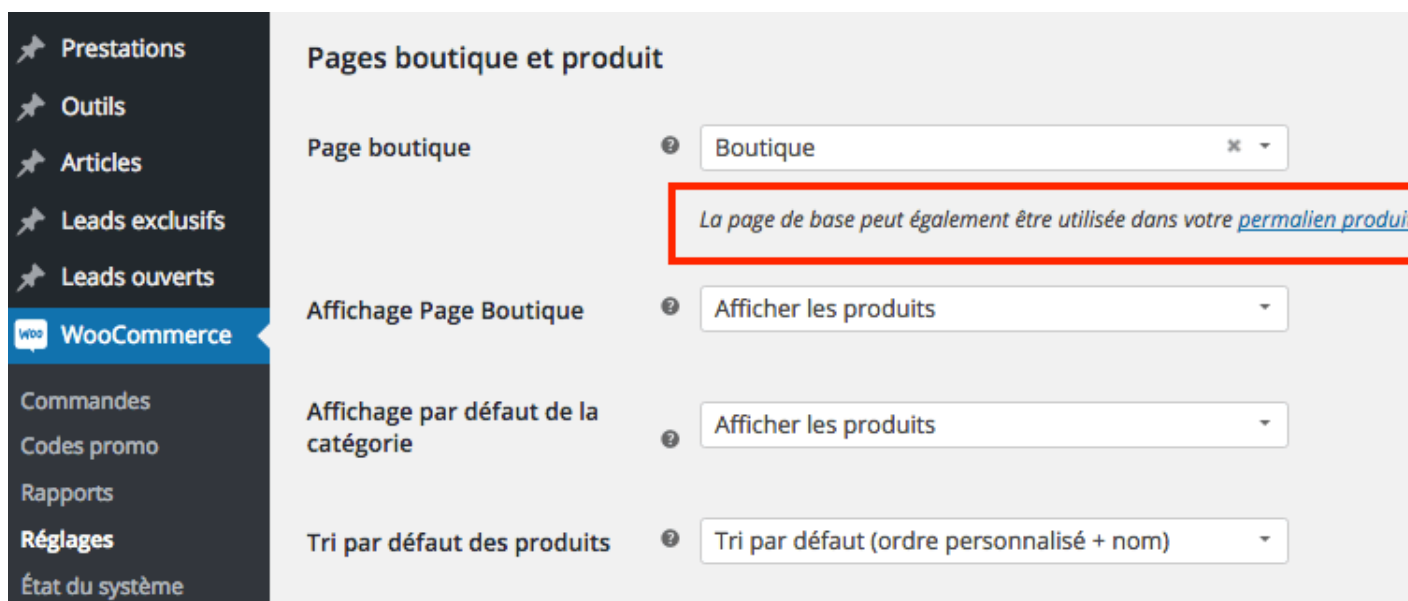 Prestations
Outils
Articles
Leads exclusifs
Leads ouverts
Woo WooCommerce
Commandes
Codes promo
Rapports
Réglages
État du système
Pages boutique et produit
Page boutique
Boutique
La page de base peut également être utilisée dans votre permalien produit
Affichage Page Boutique
Afficher les produits
Affichage par défaut de la
catégorie
Afficher les produits
Tri par défaut des produits
Tri par défaut (ordre personnalisé + nom)